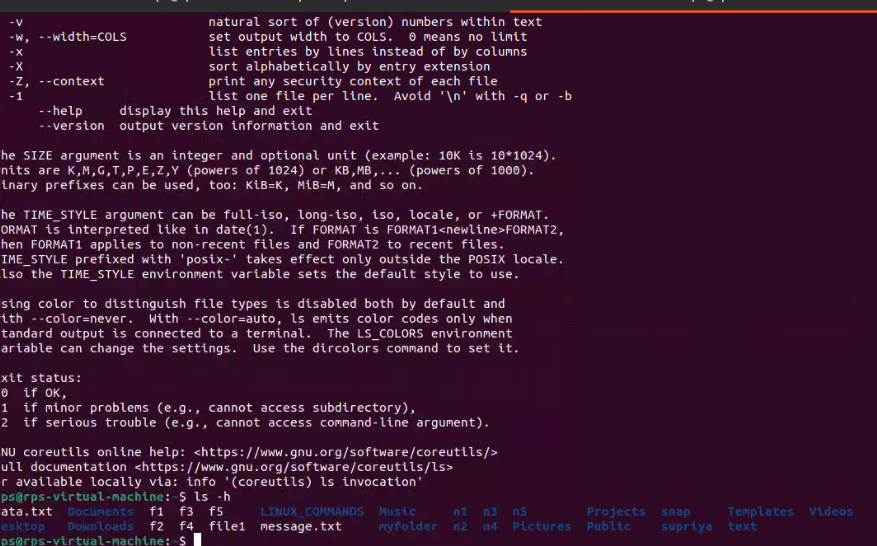 -v natural sort of (version) numbers within text
-w, --width=COLS set output width to COLS. 0 means no limit
-x list entries by lines instead of by columns
-X sort alphabetically by entry extension
-Z, --context print any security context of each file
-1 list one file per line. Avoid '\n' with -q or -b
--help display this help and exit
--version output version information and exit
he SIZE argument is an integer and optional unit (example: 10K is 10*1024).
nits are K,M,G,T,P,E,Z,Y (powers of 1024) or KB,MB,... (powers of 1000).
inary prefixes can be used, too: KiB=K, MiB=M, and so on.
he TIME_STYLE argument can be full-iso, long-iso, iso, locale, or +FORMAT.
ORMAT is interpreted like in date(1). If FORMAT is FORMAT1<newline>FORMAT2,
hen FORMAT1 applies to non-recent files and FORMAT2 to recent files.
IME_STYLE prefixed with 'posix-' takes effect only outside the POSIX locale.
lso the TIME_STYLE environment variable sets the default style to use.
sing color to distinguish file types is disabled both by default and
ith --color=never. With --color=auto, ls emits color codes only when
tandard output is connected to a terminal. The LS_COLORS environment
ariable can change the settings. Use the dircolors command to set it.
xit status:
0 if OK,
1 if minor problems (e.g., cannot access subdirectory),
2 if serious trouble (e.g., cannot access command-line argument).
NU coreutils online help: <https://www.gnu.org/software/coreutils/>
ull documentation <https://www.gnu.org/software/coreutils/ls>
r available locally via: info '(coreutils) ls invocation'
ps@rps-virtual-machine:~$ ls -h
ata.txt Documents f1 f3 f5 LINUX_COMMANDS Music n1 n3 n5 Projects snap Templates Videos
esktop Downloads f2 f4 file1 message.txt myfolder n2 n4 Pictures Public supriya text
ps@rps-virtual-machine:~$